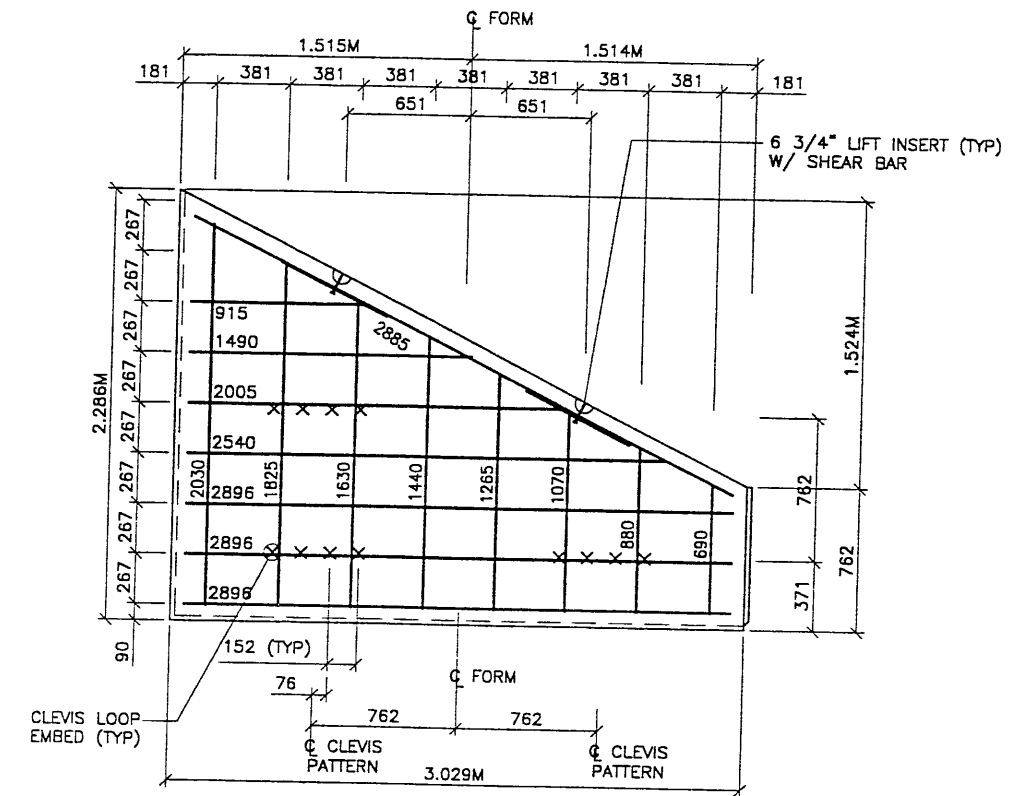 ℄ FORM
1.515M 1.514M
181 381 381 381 381 381 381 381 181
651 651
6 3/4" LIFT INSERT (TYP)
W/ SHEAR BAR
267
267
267
267
267
267
267
267
90
2.286M
915
1490
2005
2540
2896
2896
2896
2885
2030
1825
1630
1440
1265
1070
880
690
1.524M
762
762
371
152 (TYP)
76
℄ FORM
762 762
CLEVIS LOOP
EMBED (TYP)
℄ CLEVIS
PATTERN
℄ CLEVIS
PATTERN
3.029M